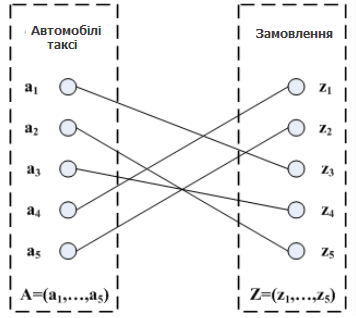 Автомобілі
таксі
Замовлення
a1
z1
a2
z2
a3
z3
a4
z4
a5
z5
A=(a1,…,a5)
Z=(z1,…,z5)